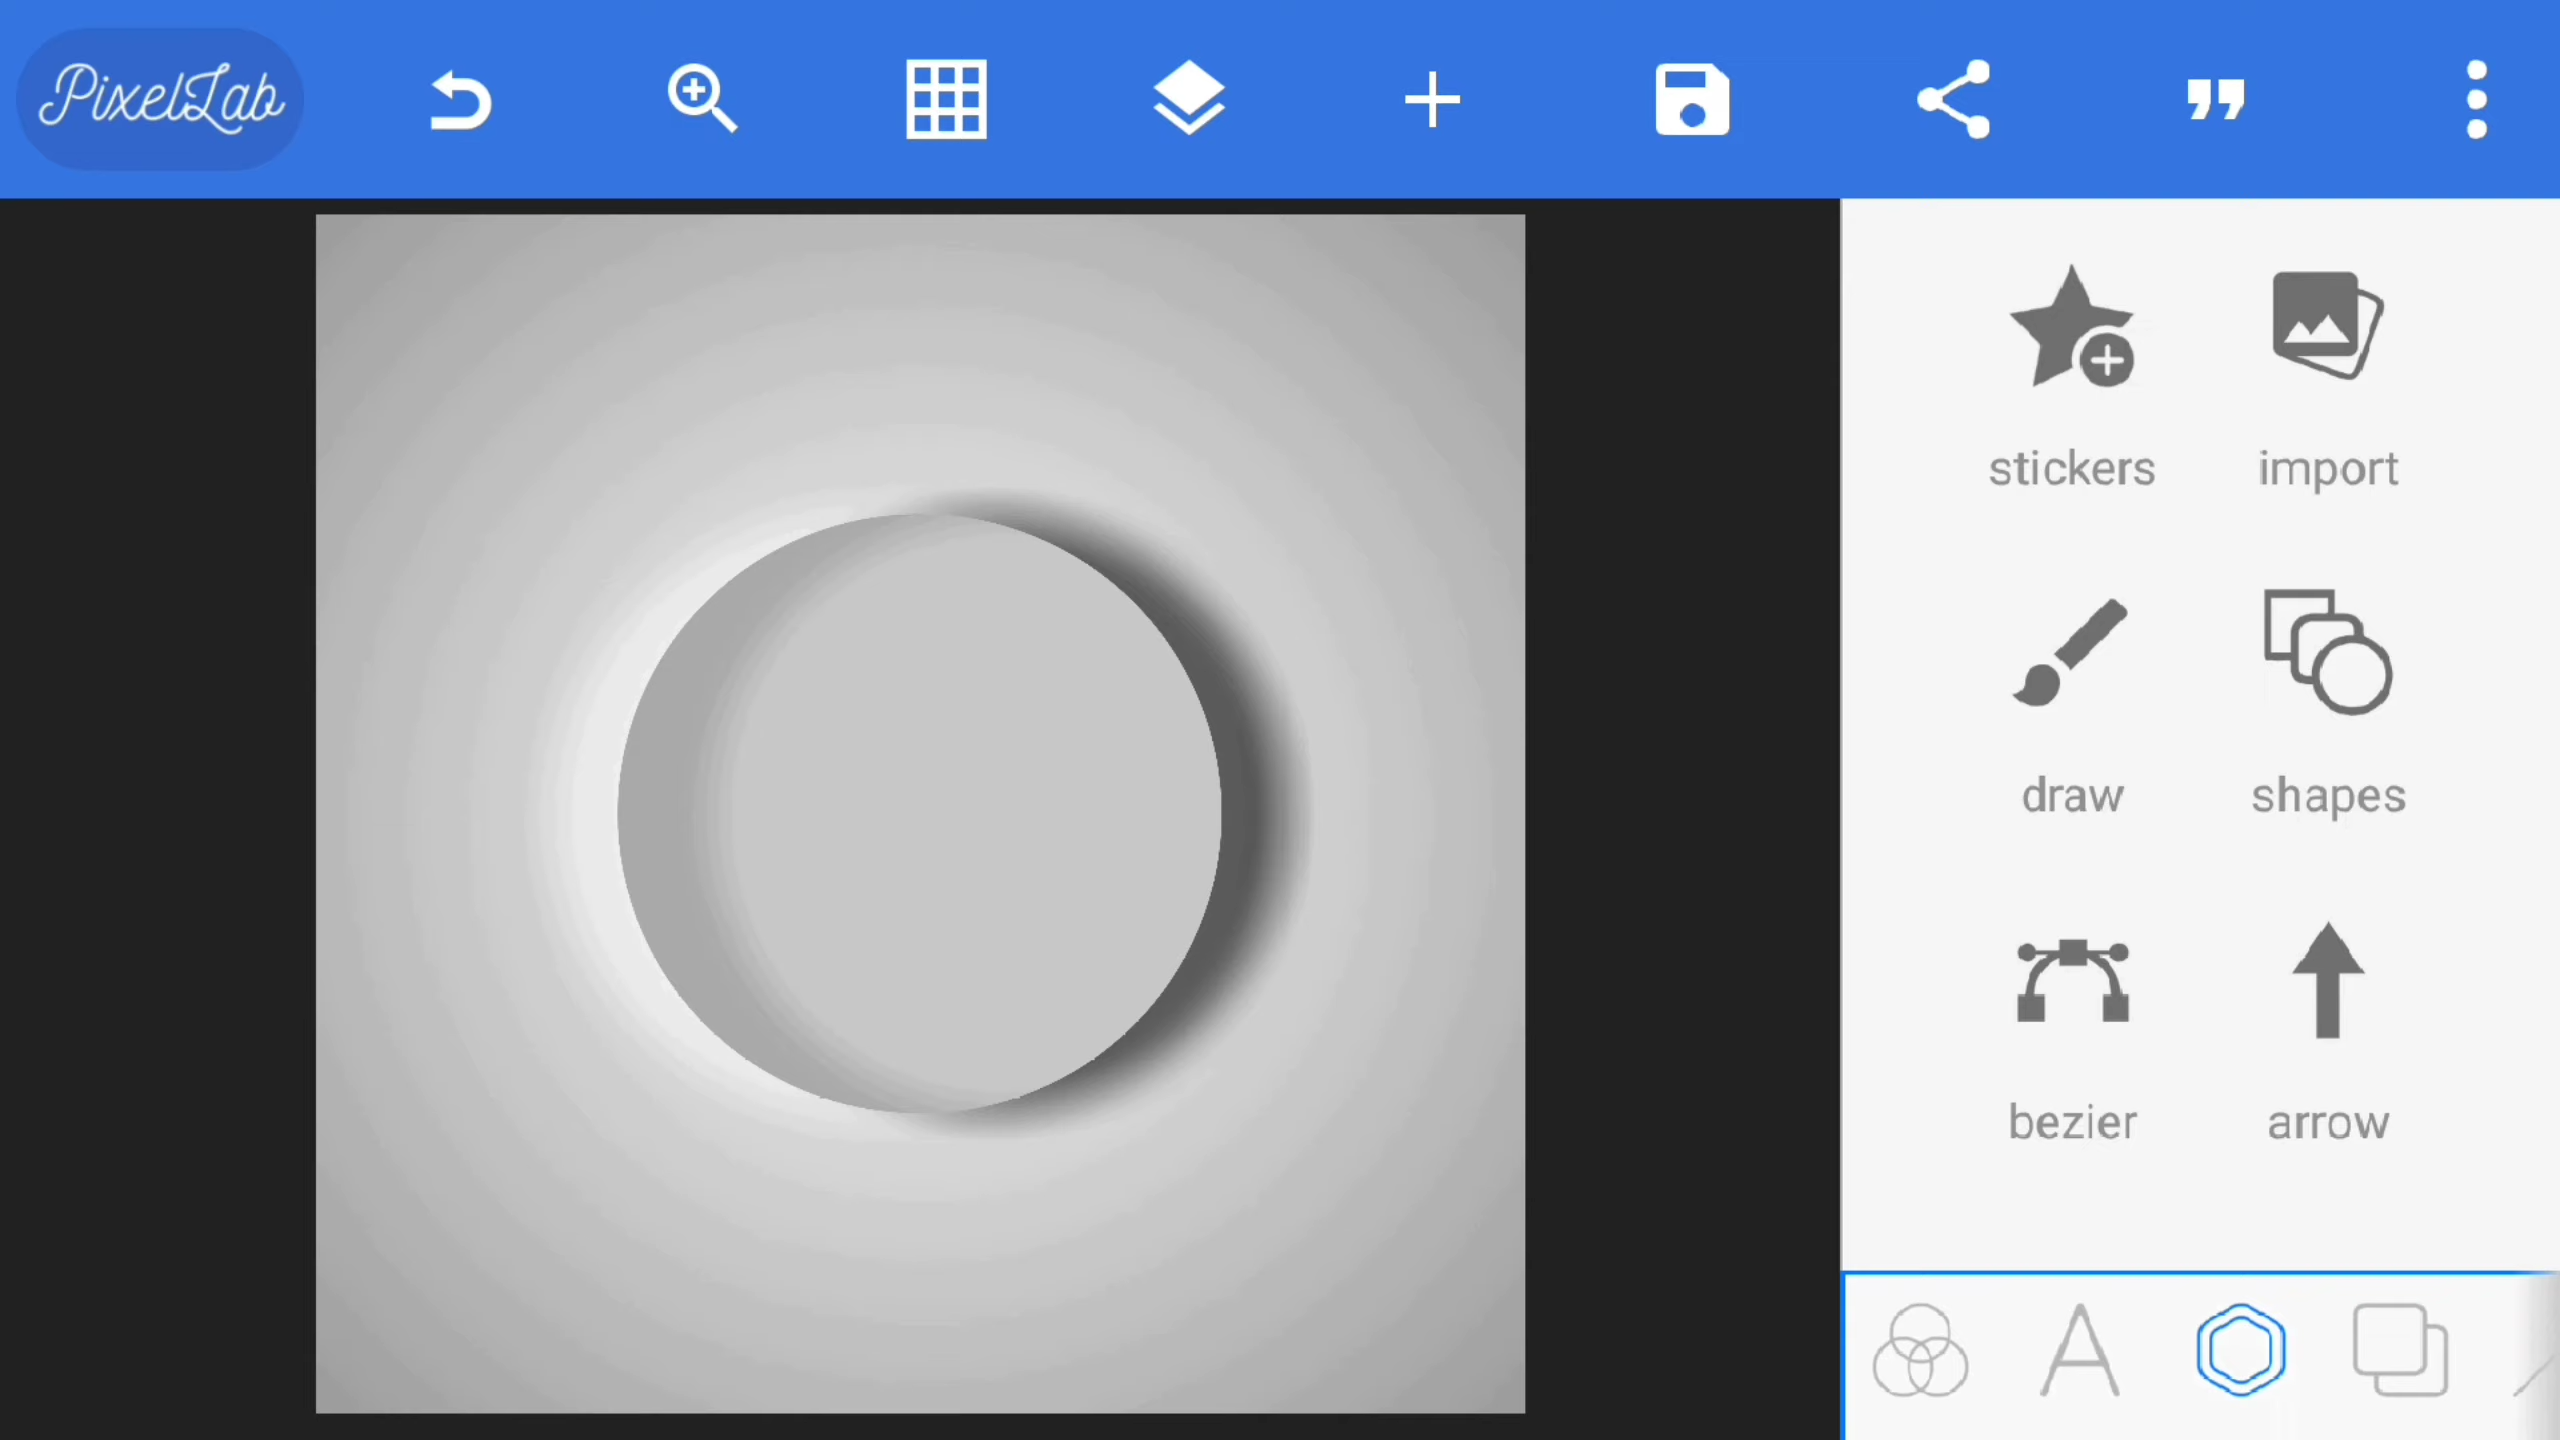 PixelLab
stickers
import
draw
shapes
bezier
arrow